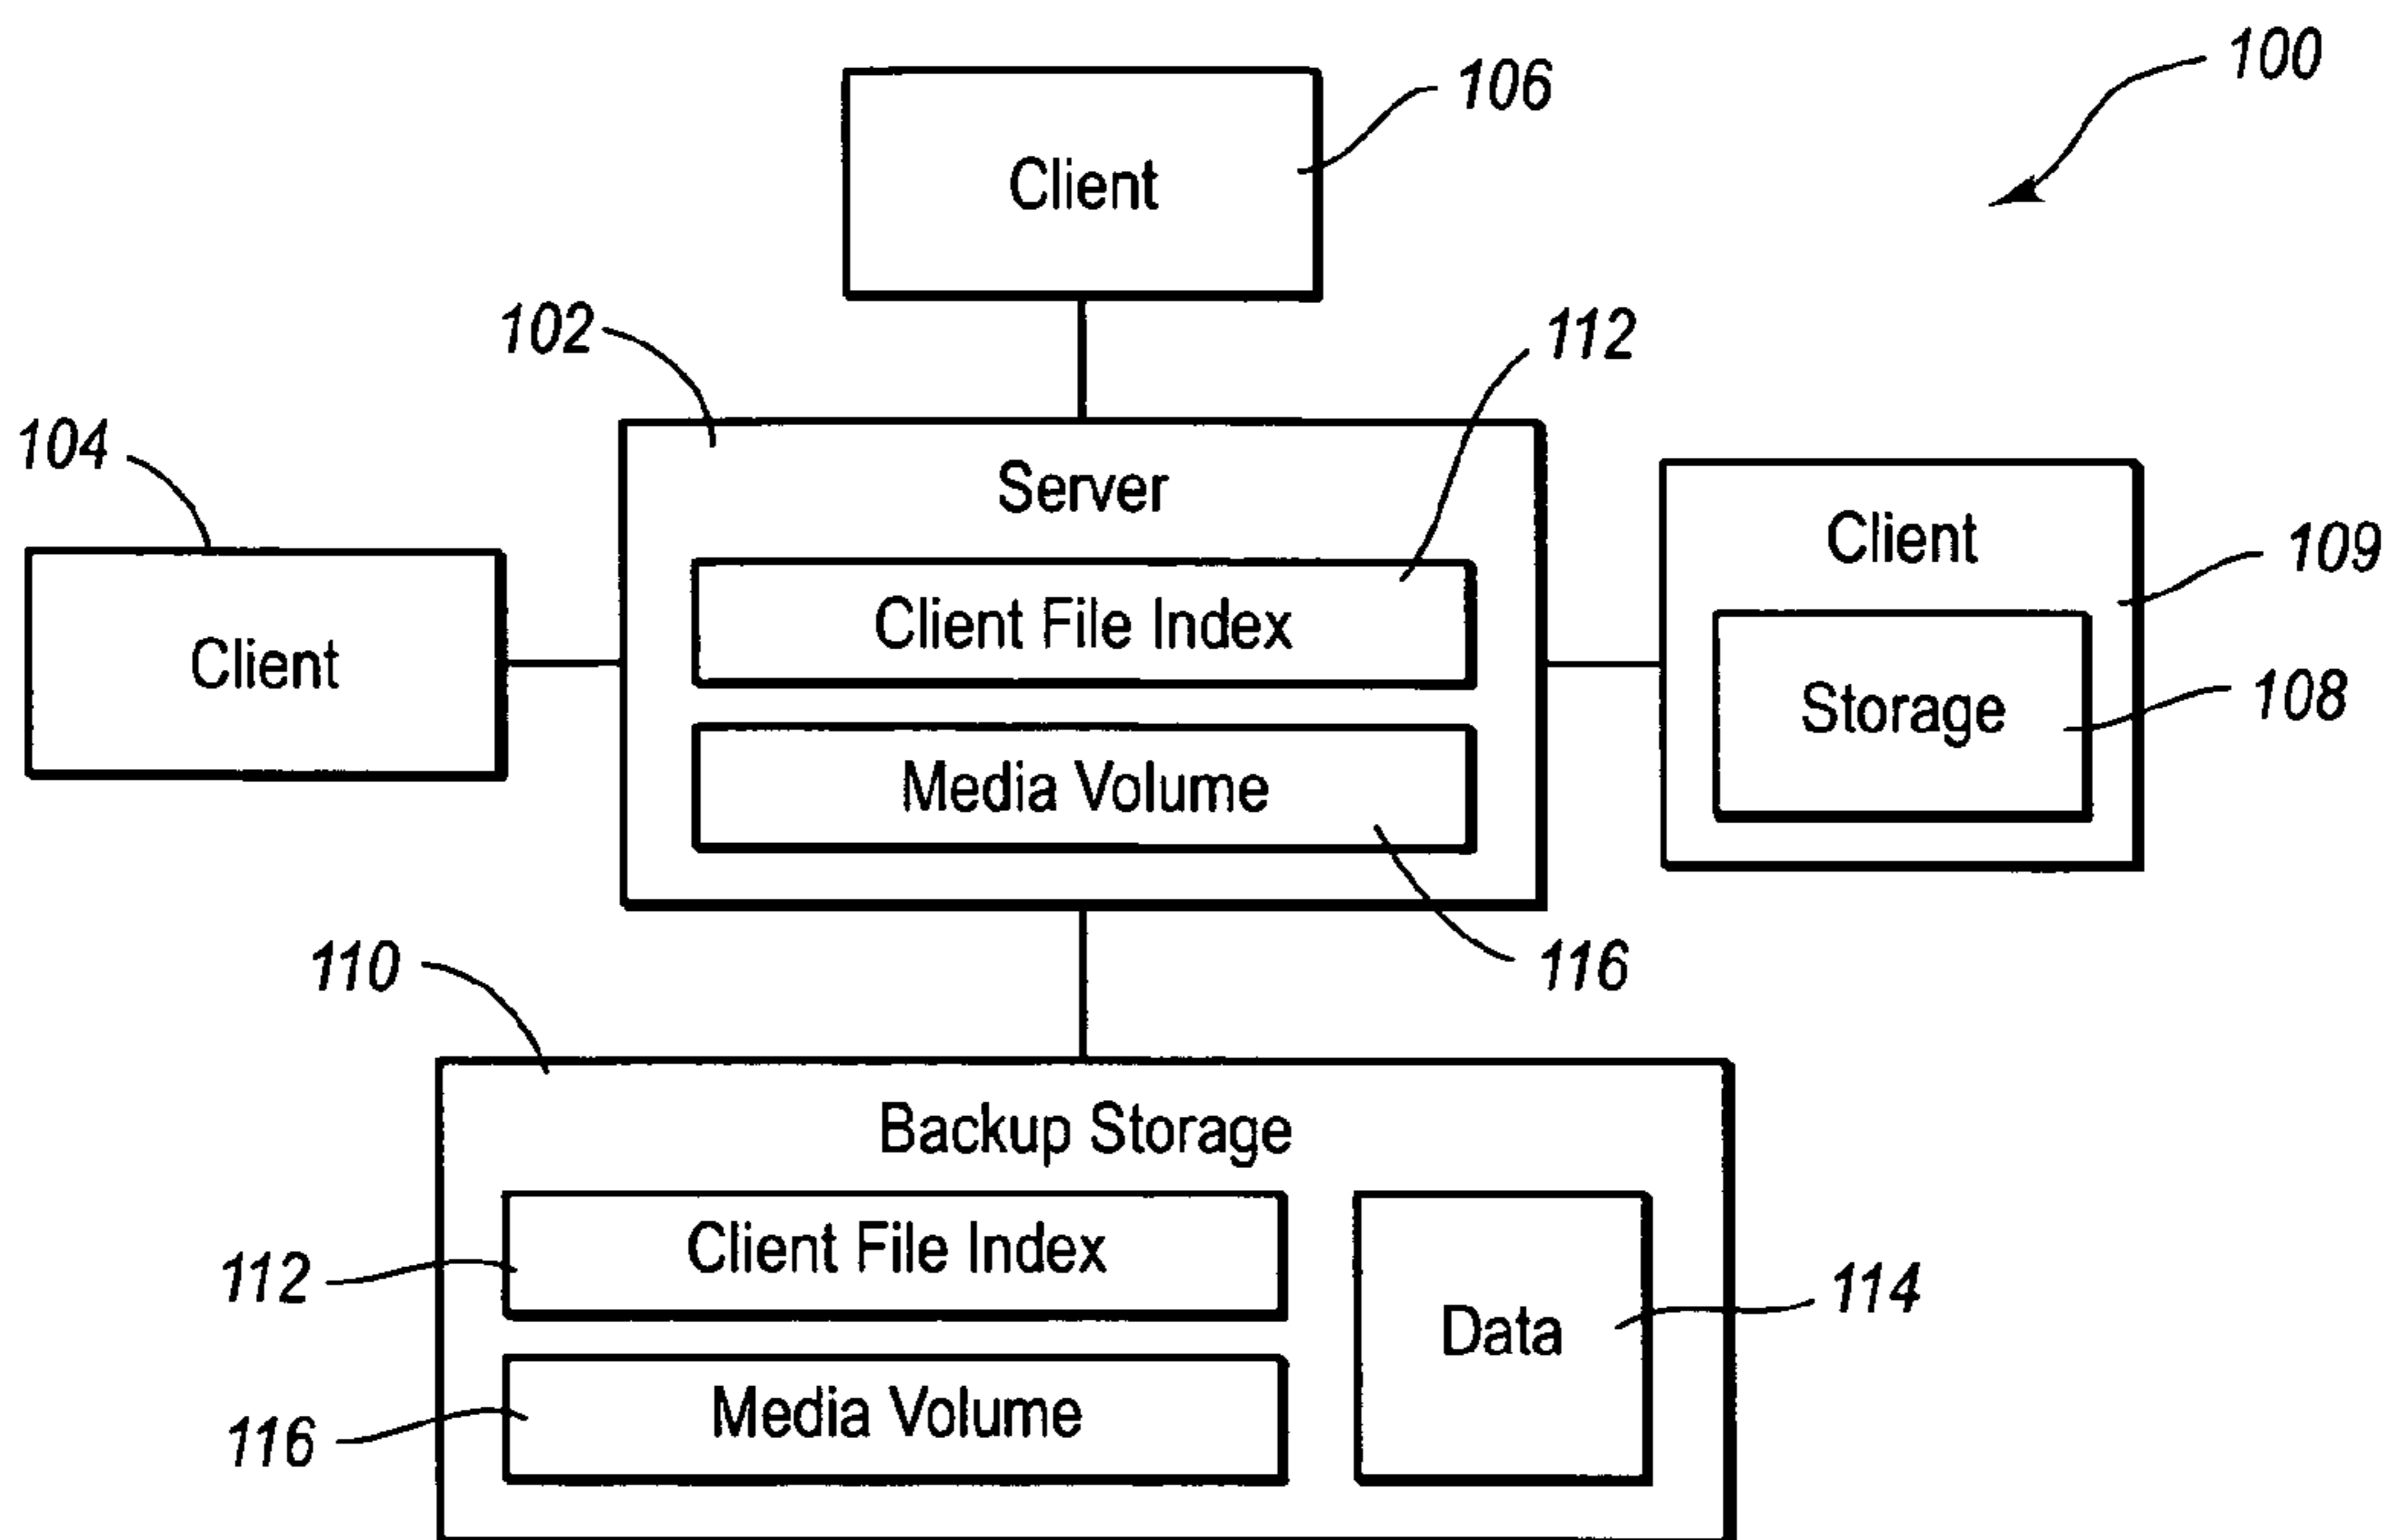 100
106
Client
102
112
104
Server
Client
109
Client File Index
Client
Storage
108
Media Volume
110
116
Backup Storage
Client File Index
112
Data
114
Media Volume
116